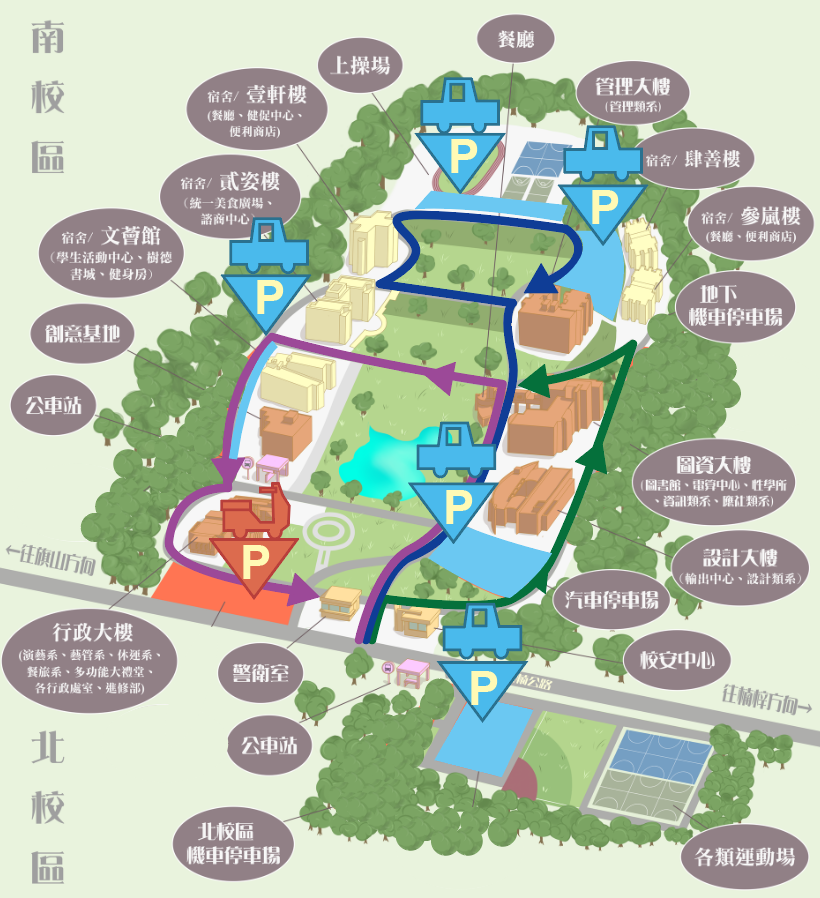 南校區
餐廳
上操場
管理大樓
(管理類系)
宿舍/ 壹軒樓
(餐廳、健促中心、
便利商店)
宿舍/ 肆善樓
宿舍/ 貳姿樓
(統一美食廣場、
諮商中心)
宿舍/ 參嵐樓
(餐廳、便利商店)
宿舍/ 文薈館
(學生活動中心、樹德
書城、健身房)
地下
機車停車場
創意基地
公車站
圖資大樓
(圖書館、電資中心、性學所
、資訊類系、應社類系)
設計大樓
(輸出中心、設計類系)
←往旗山方向
汽車停車場
行政大樓
(演藝系、藝管系、休運系、
餐旅系、多功能大禮堂、
各行政處室、進修部)
警衛室
校安中心
公車站
公路
往楠梓方向→
北校區
北校區
機車停車場
各類運動場
P
P
P
P
P
P